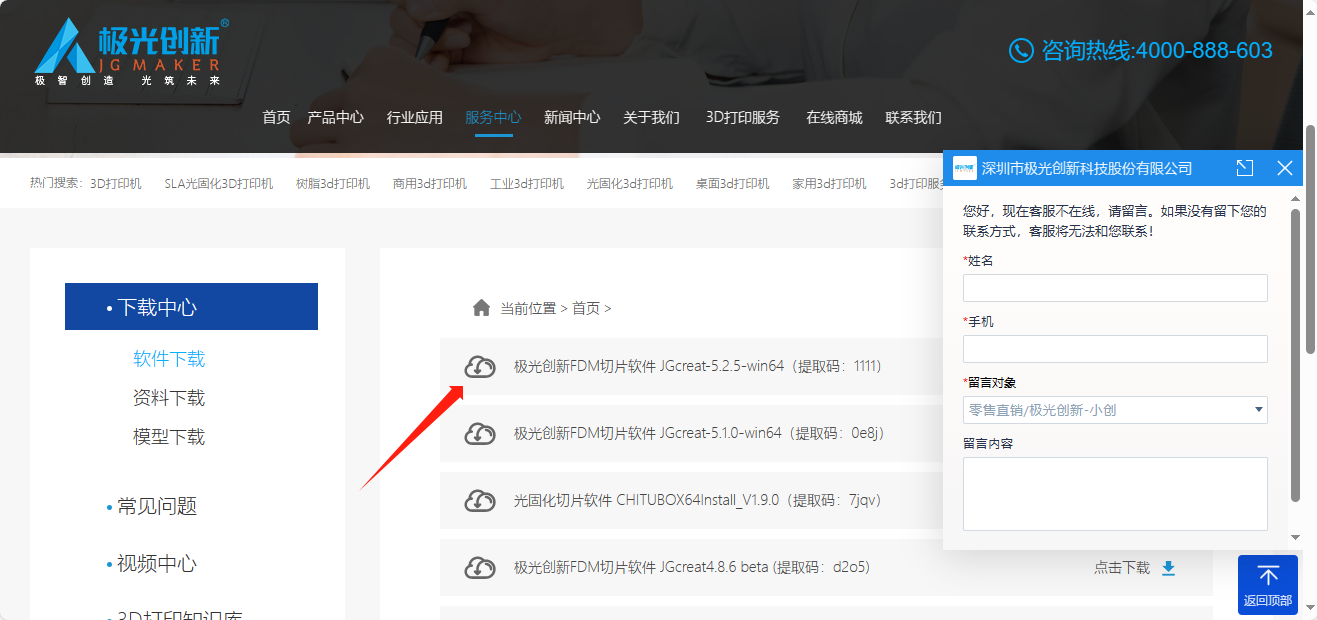 极光创新®
JGMAKER
极智创造 光筑未来
咨询热线:4000-888-603
首页 产品中心 行业应用 服务中心 新闻中心 关于我们 3D打印服务 在线商城 联系我们
热门搜索: 3D打印机 SLA光固化3D打印机 树脂3d打印机 商用3d打印机 工业3d打印机 光固化3d打印机 桌面3d打印机 家用3d打印机 3d打印服务
深圳市极光创新科技股份有限公司
您好，现在客服不在线，请留言。如果没有留下您的
联系方式，客服将无法和您联系！
*姓名
*手机
*留言对象
零售直销/极光创新-小创
留言内容
• 下载中心
软件下载
资料下载
模型下载
• 常见问题
• 视频中心
• 3D打印知识库
当前位置 > 首页 >
极光创新FDM切片软件 JGcreat-5.2.5-win64（提取码：1111）
极光创新FDM切片软件 JGcreat-5.1.0-win64（提取码：0e8j）
光固化切片软件 CHITUBOX64Install_V1.9.0（提取码：7jqv）
极光创新FDM切片软件 JGcreat4.8.6 beta (提取码：d2o5)
点击下载
返回顶部